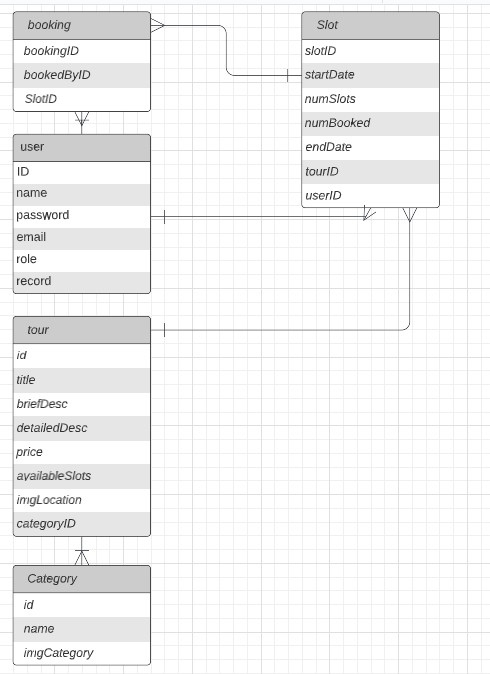 booking
bookingID
bookedByID
SlotID
user
ID
name
password
email
role
record
tour
id
title
briefDesc
detailedDesc
price
availableSlots
imgLocation
categoryID
Category
id
name
imgCategory
Slot
slotID
startDate
numSlots
numBooked
endDate
tourID
userID